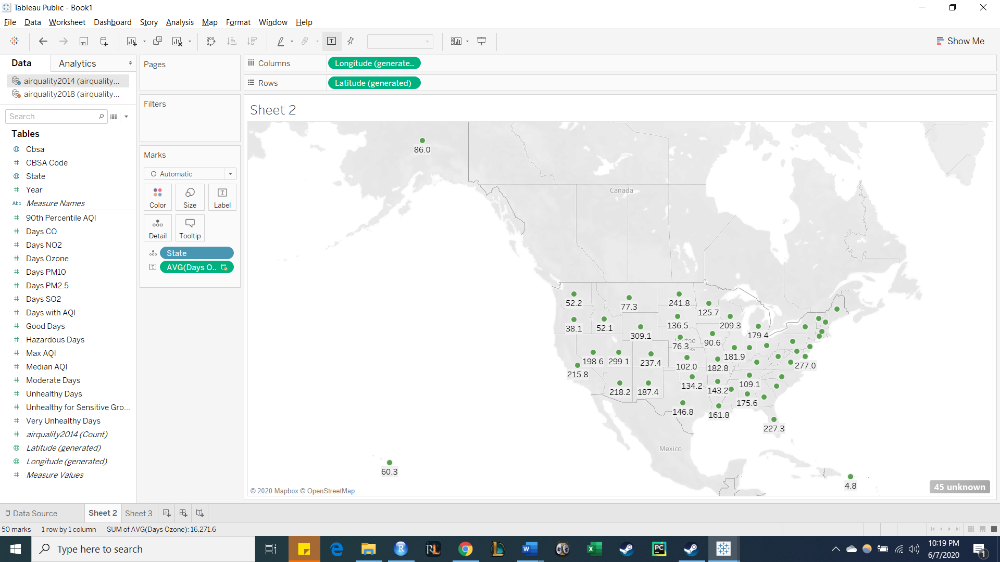 Tableau Public - Book1
File Data Worksheet Dashboard Story Analysis Map Format Window Help
Show Me
Data Analytics
airquality2014 (airquality...
airquality2018 (airquality...
Search
Tables
Cbsa
CBSA Code
State
Year
Abc Measure Names
90th Percentile AQI
Days CO
Days NO2
Days Ozone
Days PM10
Days PM2.5
Days SO2
Days with AQI
Good Days
Hazardous Days
Max AQI
Median AQI
Moderate Days
Unhealthy Days
Unhealthy for Sensitive Gro...
Very Unhealthy Days
airquality2014 (Count)
Latitude (generated)
Longitude (generated)
Measure Values
Pages
Filters
Marks
Automatic
Color Size Label
Detail Tooltip
State
AVG(Days O..
Columns Longitude (generate..
Rows Latitude (generated)
Sheet 2
86.0
Canada
52.2 77.3 241.8 125.7
38.1 52.1 309.1 136.5 209.3 179.4
United States
76.3 90.6
198.6 299.1 237.4 102.0 182.8 181.9 277.0
215.8 218.2 187.4 134.2 143.2 109.1
146.8 161.8 175.6
227.3
Mexico
60.3
4.8
© 2020 Mapbox © OpenStreetMap
45 unknown
Data Source Sheet 2 Sheet 3
50 marks 1 row by 1 column SUM of AVG(Days Ozone): 16,271.6
Type here to search
10:19 PM
6/7/2020
1